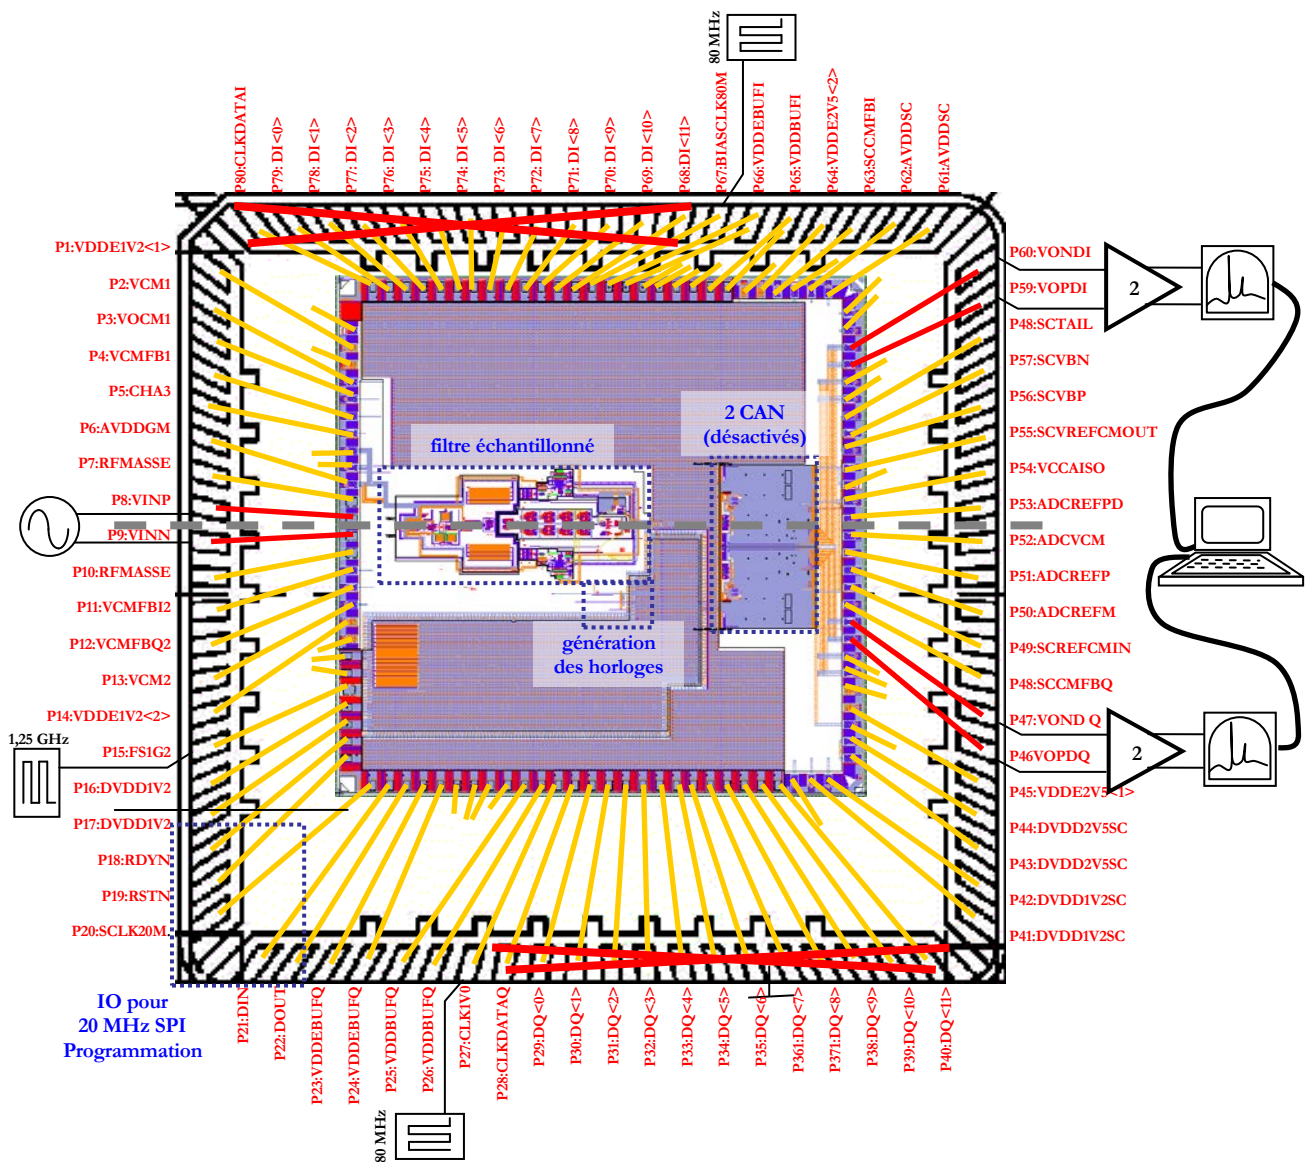 80 MHz
P80:CLKDATAI
P79: DI<0>
P78: DI<1>
P77: DI<2>
P76: DI<3>
P75: DI<4>
P74: DI<5>
P73: DI<6>
P72: DI<7>
P71: DI<8>
P70: DI<9>
P69: DI<10>
P68:DI<11>
P67:BIASCLK80M
P66:VDDEBUFI
P65:VDDBUFI
P64:VDDE2V5<2>
P63:SCCMFBI
P62:AVDDSC
P61:AVDDSC
P1:VDDE1V2<1>
P2:VCM1
P3:VOCM1
P4:VCMFB1
P5:CHA3
P6:AVDDGM
P7:RFMASSE
P8:VINP
P9:VINN
P10:RFMASSE
P11:VCMFBI2
P12:VCMFBQ2
P13:VCM2
P14:VDDE1V2<2>
1,25 GHz
P15:FS1G2
P16:DVDD1V2
P17:DVDD1V2
P18:RDYN
P19:RSTN
P20:SCLK20M
filtre échantillonné
2 CAN
(désactivés)
génération
des horloges
P60:VONDI
P59:VOPDI
P48:SCTAIL
P57:SCVBN
P56:SCVBP
P55:SCVREFCMOUT
P54:VCCAISO
P53:ADCREFPD
P52:ADCVCM
P51:ADCREFP
P50:ADCREFM
P49:SCREFCMIN
P48:SCCMFBQ
P47:VOND Q
P46VOPDQ
P45:VDDE2V5<1>
P44:DVDD2V5SC
P43:DVDD2V5SC
P42:DVDD1V2SC
P41:DVDD1V2SC
2
2
IO pour
20 MHz SPI
Programmation
P21:DIN
P22:DOUT
P23:VDDEBUFQ
P24:VDDEBUFQ
P25:VDDBUFQ
P26:VDDBUFQ
P27:CLK1V0
P28:CLKDATAQ
P29:DQ<0>
P30:DQ<1>
P31:DQ<2>
P32:DQ<3>
P33:DQ<4>
P34:DQ<5>
P35:DQ<6>
P361:DQ<7>
P371:DQ<8>
P38:DQ<9>
P39:DQ<10>
P40:DQ<11>
80 MHz